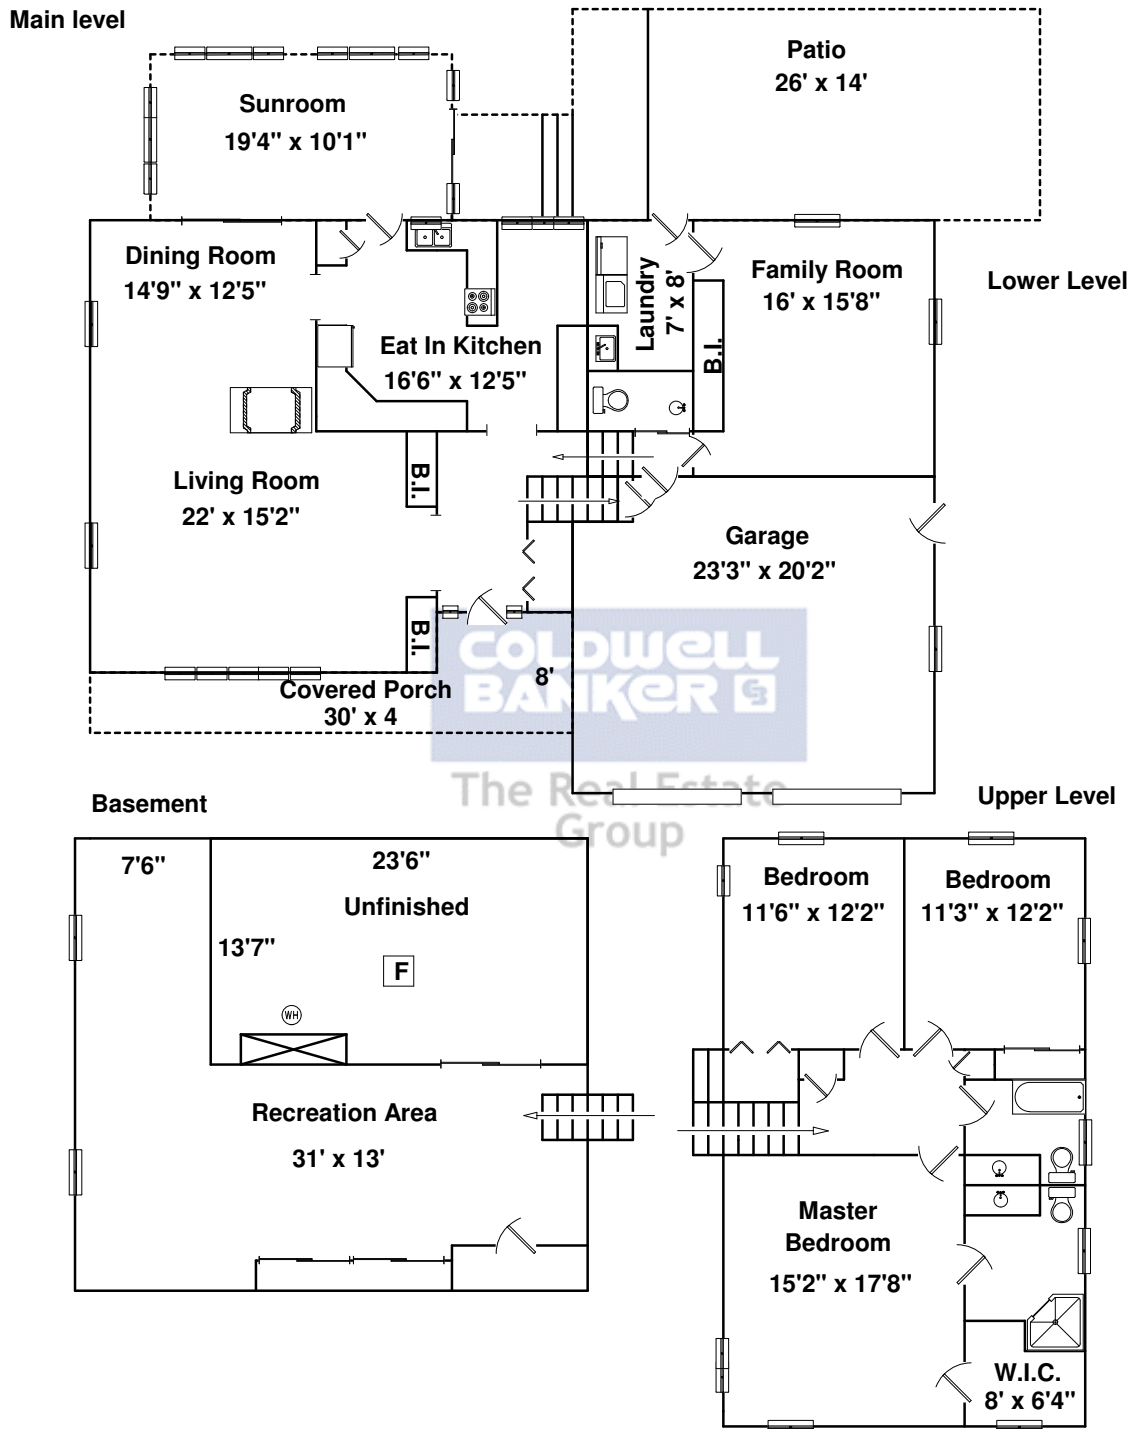 Main level
Patio
26' x 14'
Sunroom
19'4" x 10'1"
Dining Room
14'9" x 12'5"
Laundry
7' x 8'
Family Room
16' x 15'8"
Lower Level
Eat In Kitchen
16'6" x 12'5"
B.I.
Living Room
22' x 15'2"
B.I.
Garage
23'3" x 20'2"
B.I.
COLDWELL
BANKER CB
8'
Covered Porch
30' x 4
The Real Estate
Group
Basement
Upper Level
7'6"
23'6"
Unfinished
13'7"
F
WH
Bedroom
11'6" x 12'2"
Bedroom
11'3" x 12'2"
Recreation Area
31' x 13'
Master
Bedroom
15'2" x 17'8"
W.I.C.
8' x 6'4"